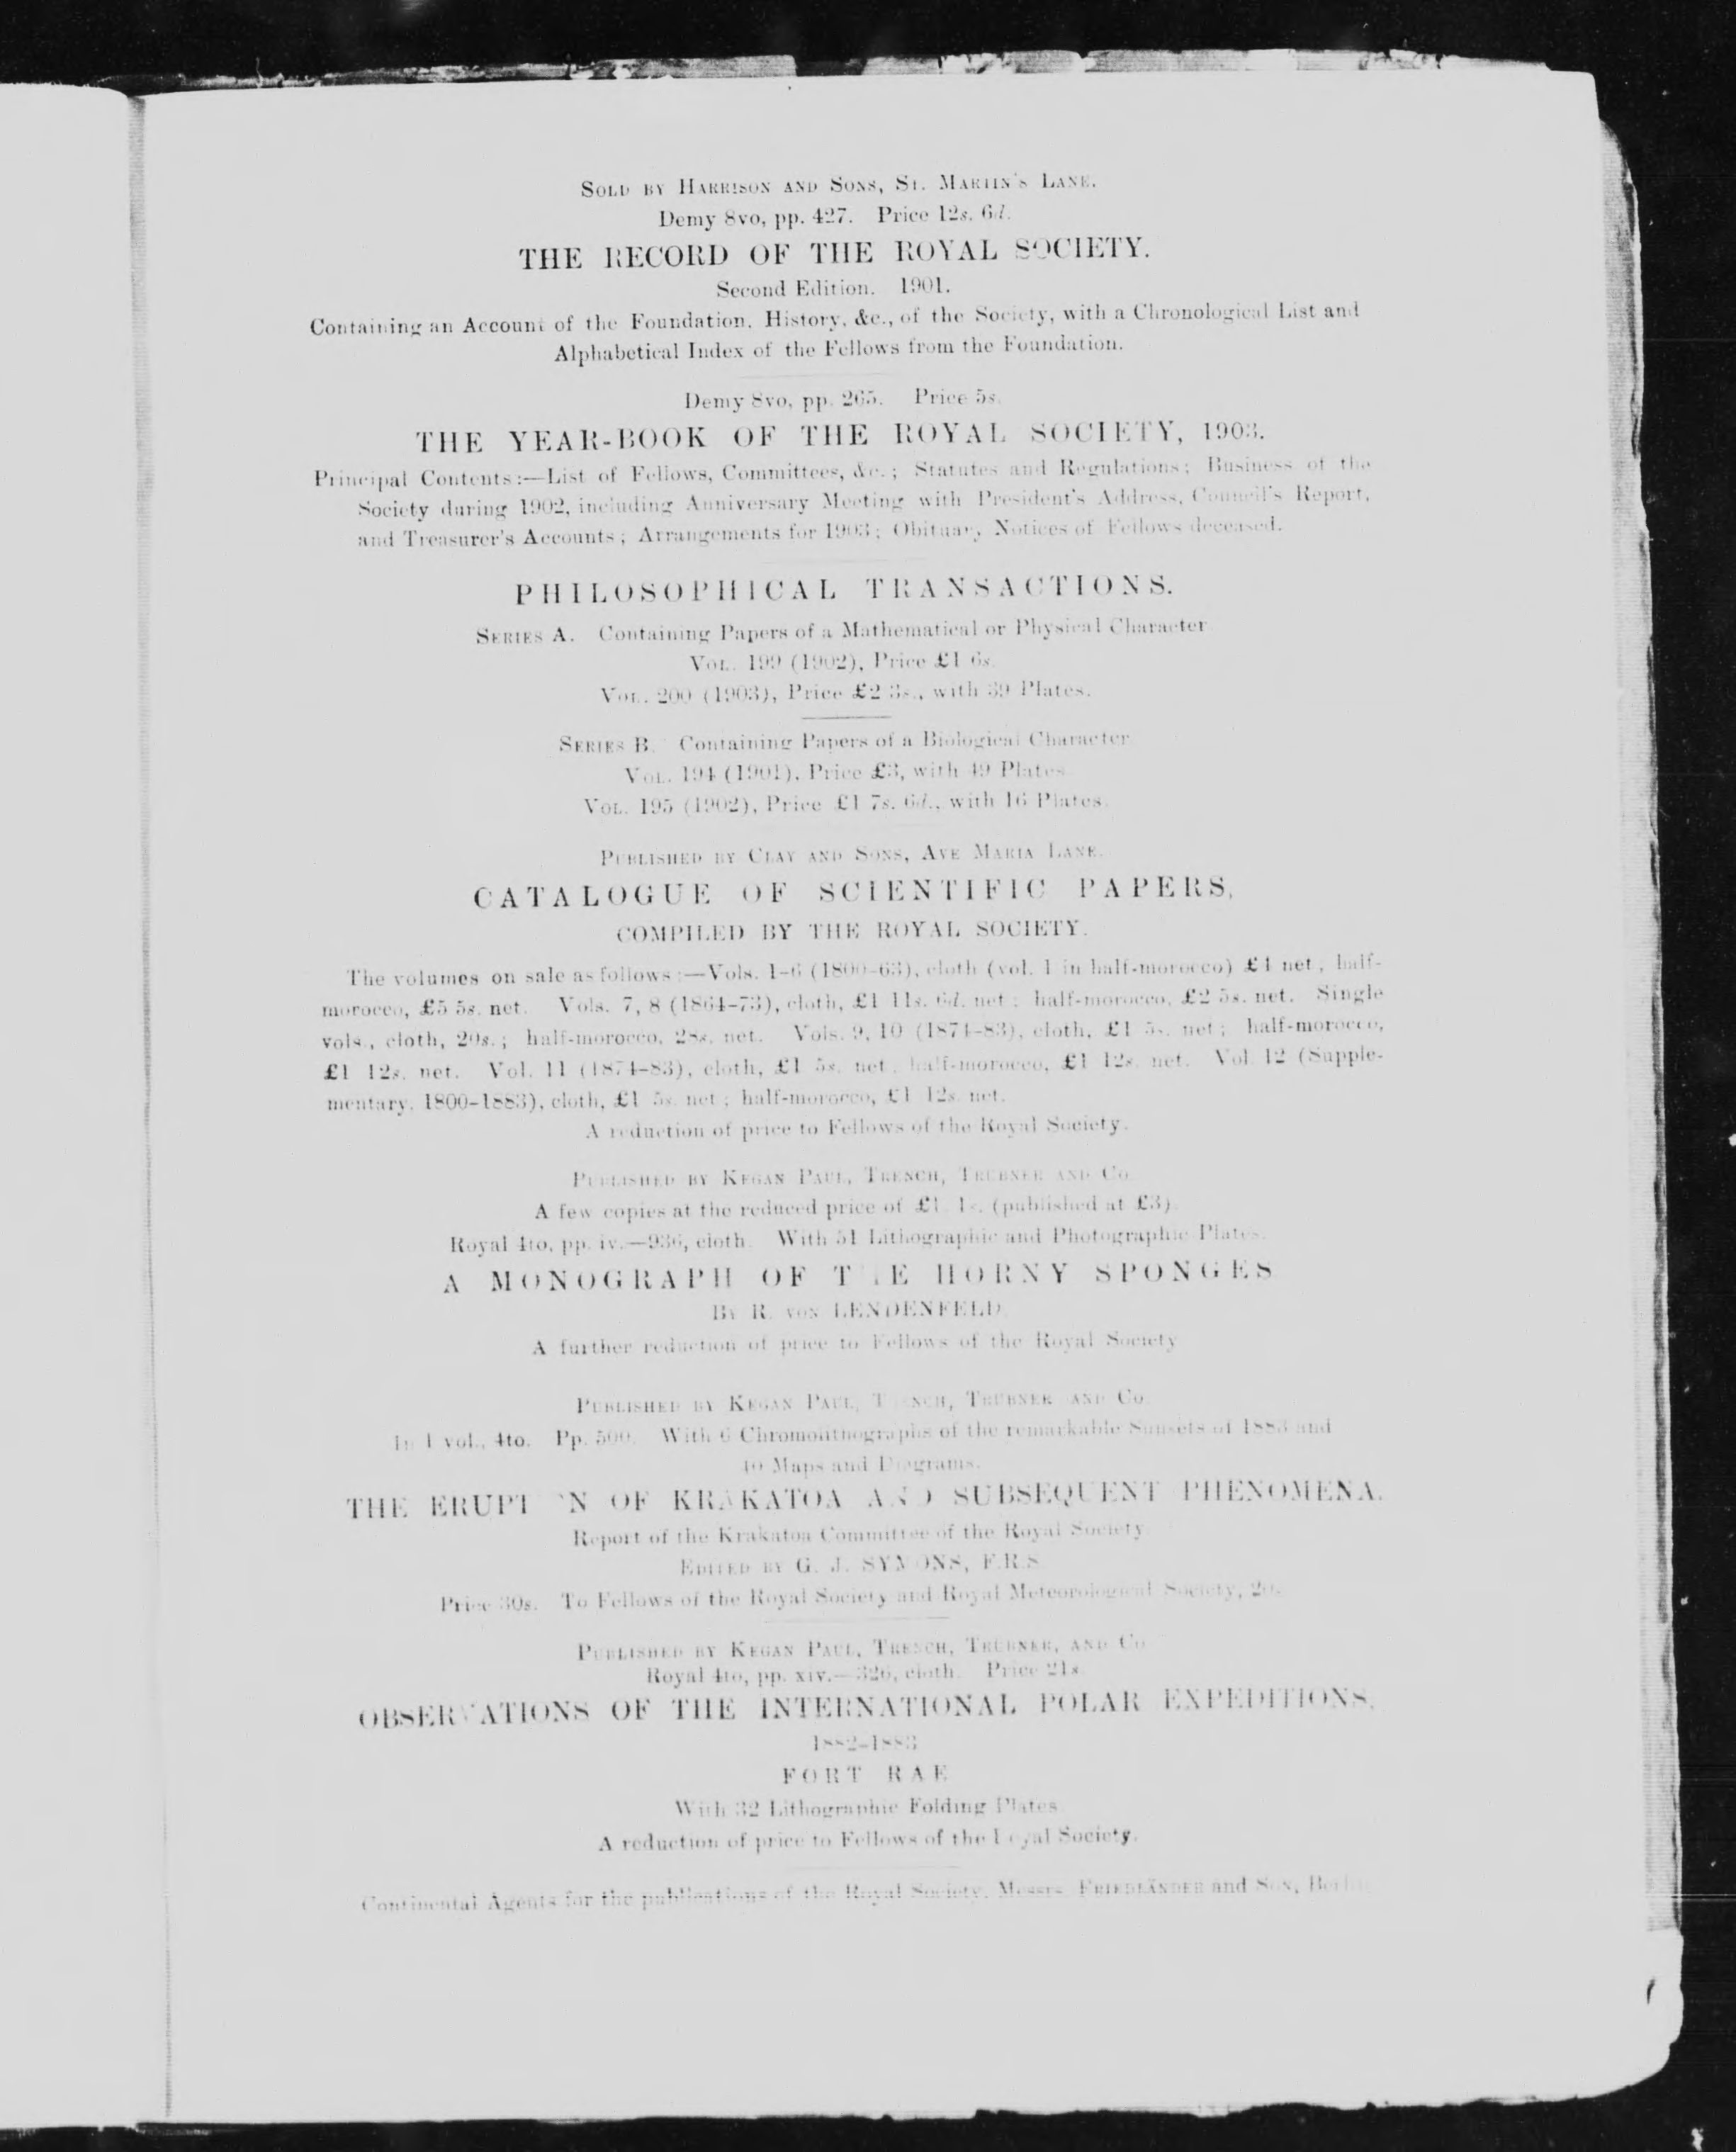 SOLD BY HARRISON AND SONS, ST. MARTIN'S LANE.
Demy 8vo, pp. 427. Price 12s. 6d.
THE RECORD OF THE ROYAL SOCIETY.
Second Edition. 1901.
Containing an Account of the Foundation, History, &c., of the Society, with a Chronological List and
Alphabetical Index of the Fellows from the Foundation.
Demy 8vo, pp. 265. Price 5s.
THE YEAR-BOOK OF THE ROYAL SOCIETY, 1903.
Principal Contents:—List of Fellows, Committees, &c.; Statutes and Regulations; Business of the
Society during 1902, including Anniversary Meeting with President's Address, Council's Report,
and Treasurer's Accounts; Arrangements for 1903; Obituary Notices of Fellows deceased.
PHILOSOPHICAL TRANSACTIONS.
SERIES A. Containing Papers of a Mathematical or Physical Character
VOL. 199 (1902), Price £1 6s.
VOL. 200 (1903), Price £2 3s., with 39 Plates.
SERIES B. Containing Papers of a Biological Character
VOL. 194 (1901), Price £3, with 49 Plates
VOL. 195 (1902), Price £1 7s. 6d., with 16 Plates.
PUBLISHED BY CLAY AND SONS, AVE MARIA LANE.
CATALOGUE OF SCIENTIFIC PAPERS,
COMPILED BY THE ROYAL SOCIETY.
The volumes on sale as follows:—Vols. 1–6 (1800–63), cloth (vol. 1 in half-morocco) £4 net, half-
morocco, £5 5s. net. Vols. 7, 8 (1864–73), cloth, £1 11s. 6d. net; half-morocco, £2 5s. net. Single
vols., cloth, 20s.; half-morocco, 28s. net. Vols. 9, 10 (1874–83), cloth, £1 5s. net; half-morocco,
£1 12s. net. Vol. 11 (1874–83), cloth, £1 5s. net, half-morocco, £1 12s. net. Vol. 12 (Supple-
mentary, 1800–1883), cloth, £1 5s. net; half-morocco, £1 12s. net.
A reduction of price to Fellows of the Royal Society.
PUBLISHED BY KEGAN PAUL, TRENCH, TRÜBNER AND CO.
A few copies at the reduced price of £1 1s. (published at £3)
Royal 4to, pp. iv.—936, cloth. With 51 Lithographic and Photographic Plates.
A MONOGRAPH OF THE HORNY SPONGES
BY R. VON LENDENFELD.
A further reduction of price to Fellows of the Royal Society
PUBLISHED BY KEGAN PAUL, TRENCH, TRÜBNER AND CO.
In 1 vol., 4to. Pp. 500. With 6 Chromolithographs of the remarkable Sunsets of 1883 and
40 Maps and Diagrams.
THE ERUPTION OF KRAKATOA AND SUBSEQUENT PHENOMENA.
Report of the Krakatoa Committee of the Royal Society
EDITED BY G. J. SYMONS, F.R.S
Price 30s. To Fellows of the Royal Society and Royal Meteorological Society,
PUBLISHED BY KEGAN PAUL, TRENCH, TRÜBNER, AND CO
Royal 4to, pp. xiv.—326, cloth. Price 21s.
OBSERVATIONS OF THE INTERNATIONAL POLAR EXPEDITIONS.
1882–1883
FORT RAE
With 32 Lithographic Folding Plates
A reduction of price to Fellows of the Royal Society.
Continental Agents for the publications of the Royal Society, Messrs. FRIEDLÄNDER and SON, Berlin